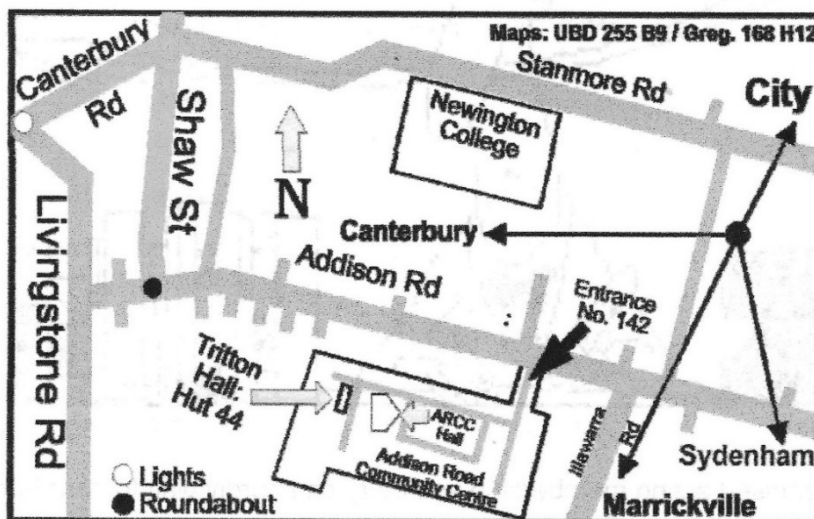 Maps: UBD 255 B9 / Greg. 168 H12
Canterbury
Rd
Stanmore Rd
City
Shaw St
Newington
College
N
Canterbury
Livingstone Rd
Addison Rd
Entrance
No. 142
Tritton
Hall:
Hut 44
ARCC
Hall
Addison Road
Community Centre
Illawarra
Rd
Sydenham
Lights
Roundabout
Marrickville